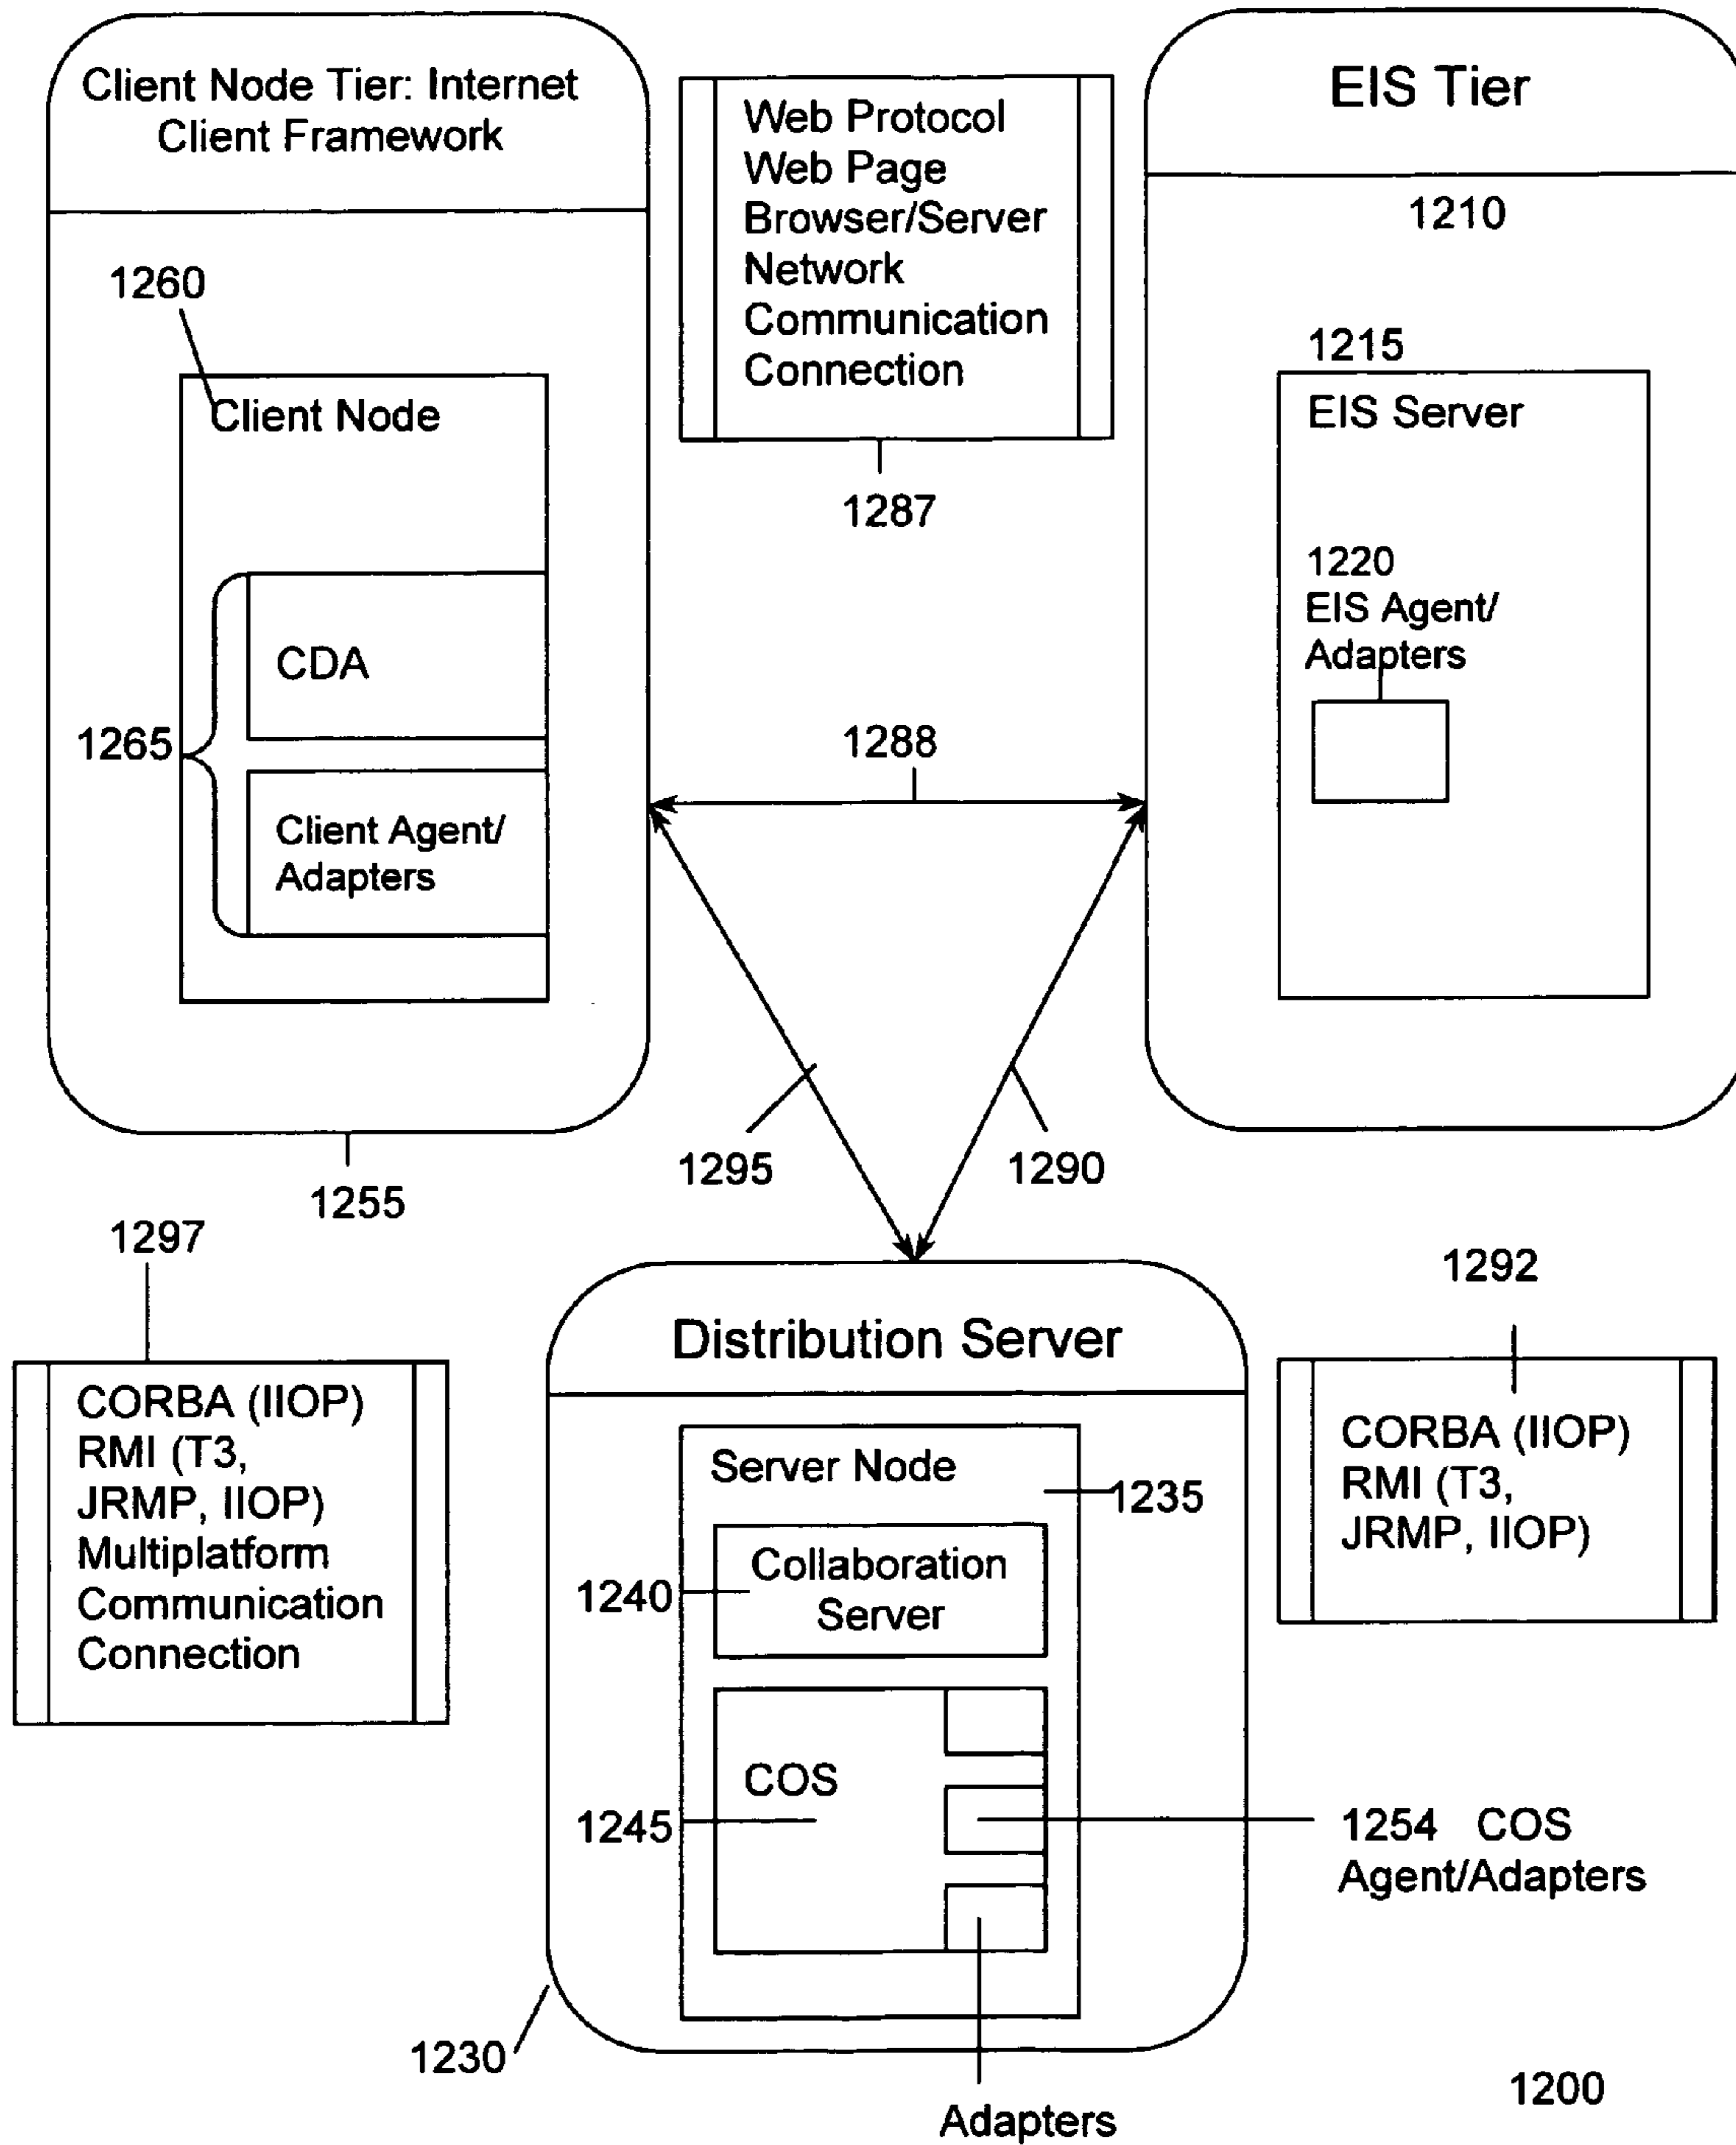 Client Node Tier: Internet
Client Framework
1260
Client Node
CDA
1265
Client Agent/
Adapters
1255
Web Protocol
Web Page
Browser/Server
Network
Communication
Connection
1287
EIS Tier
1210
1215
EIS Server
1220
EIS Agent/
Adapters
1288
1295
1290
1297
CORBA (IIOP)
RMI (T3,
JRMP, IIOP)
Multiplatform
Communication
Connection
Distribution Server
Server Node
1235
1240
Collaboration
Server
COS
1245
1230
Adapters
1292
CORBA (IIOP)
RMI (T3,
JRMP, IIOP)
1254 COS
Agent/Adapters
1200